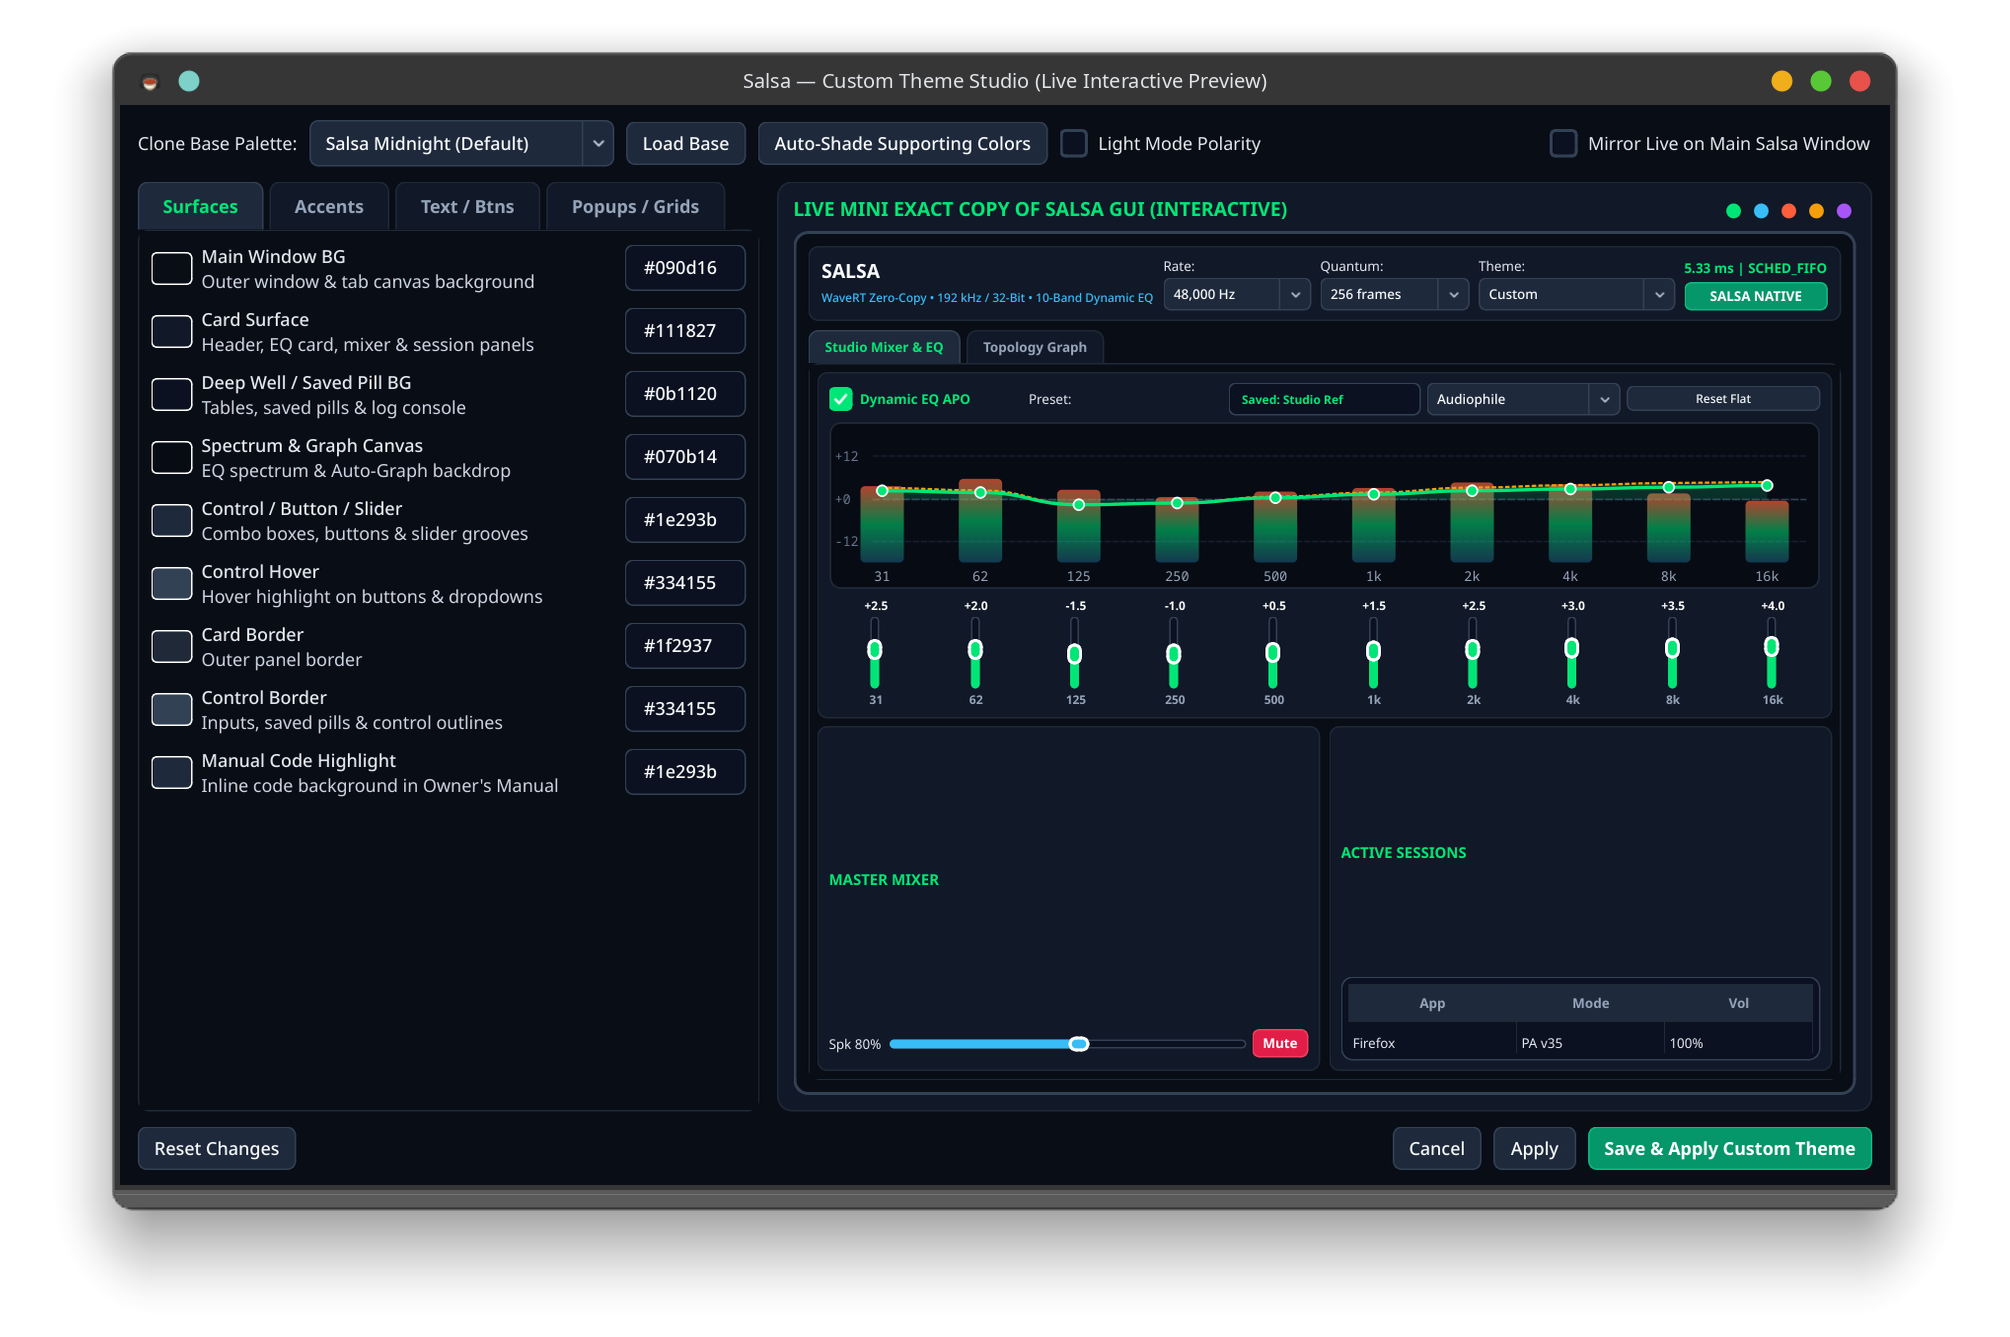 Salsa — Custom Theme Studio (Live Interactive Preview)
Clone Base Palette: Salsa Midnight (Default) Load Base Auto-Shade Supporting Colors Light Mode Polarity Mirror Live on Main Salsa Window
Surfaces Accents Text / Btns Popups / Grids
Main Window BG
Outer window & tab canvas background
#090d16
Card Surface
Header, EQ card, mixer & session panels
#111827
Deep Well / Saved Pill BG
Tables, saved pills & log console
#0b1120
Spectrum & Graph Canvas
EQ spectrum & Auto-Graph backdrop
#070b14
Control / Button / Slider
Combo boxes, buttons & slider grooves
#1e293b
Control Hover
Hover highlight on buttons & dropdowns
#334155
Card Border
Outer panel border
#1f2937
Control Border
Inputs, saved pills & control outlines
#334155
Manual Code Highlight
Inline code background in Owner's Manual
#1e293b
LIVE MINI EXACT COPY OF SALSA GUI (INTERACTIVE)
SALSA
WaveRT Zero-Copy • 192 kHz / 32-Bit • 10-Band Dynamic EQ
Rate:
48,000 Hz
Quantum:
256 frames
Theme:
Custom
5.33 ms | SCHED_FIFO
SALSA NATIVE
Studio Mixer & EQ Topology Graph
Dynamic EQ APO Preset: Saved: Studio Ref Audiophile Reset Flat
+12
+0
-12
31 62 125 250 500 1k 2k 4k 8k 16k
+2.5 +2.0 -1.5 -1.0 +0.5 +1.5 +2.5 +3.0 +3.5 +4.0
31 62 125 250 500 1k 2k 4k 8k 16k
MASTER MIXER
Spk 80% Mute
ACTIVE SESSIONS
App Mode Vol
Firefox PA v35 100%
Reset Changes Cancel Apply Save & Apply Custom Theme